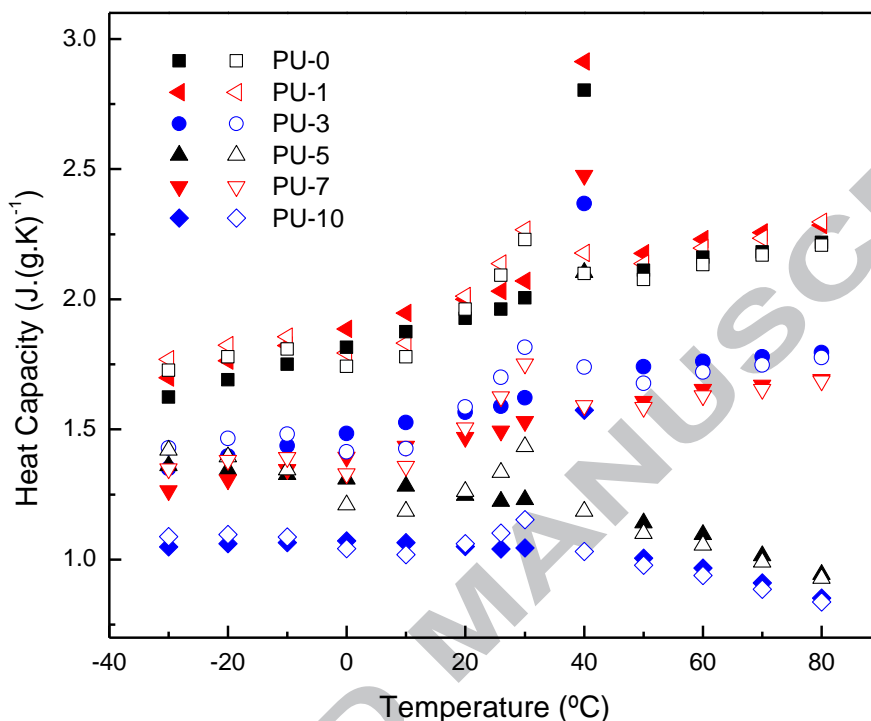 3.0
2.5
2.0
1.5
1.0
Heat Capacity (J.(g.K)-1
PU-0
PU-1
PU-3
PU-5
PU-7
PU-10
D MANUSC
-40 -20 0 20 40 60 80
Temperature (ºC)